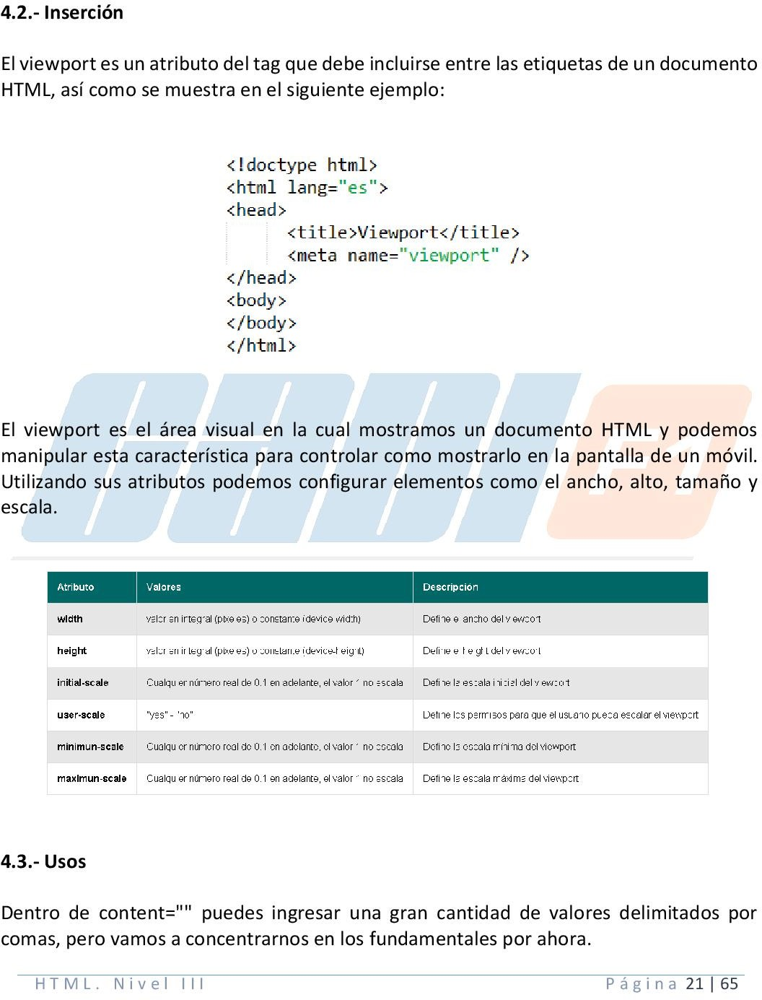 4.2.- Inserción
El viewport es un atributo del tag que debe incluirse entre las etiquetas de un documento
HTML, así como se muestra en el siguiente ejemplo:
<!doctype html>
<html lang="es">
<head>
<title>Viewport</title>
<meta name="viewport" />
</head>
<body>
</body>
</html>
CADI F1
El viewport es el área visual en la cual mostramos un documento HTML y podemos
manipular esta característica para controlar como mostrarlo en la pantalla de un móvil.
Utilizando sus atributos podemos configurar elementos como el ancho, alto, tamaño y
escala.
Atributo Valores Descripción
width valor en integral (pixeles) o constante (device-width) Define el ancho del viewport
height valor en integral (pixeles) o constante (device-height) Define el height del viewport
initial-scale Cualquier número real de 0.1 en adelante, el valor 1 no escala Define la escala inicial del viewport
user-scale "yes" - "no" Define los permisos para que el usuario pueda escalar el viewport
minimun-scale Cualquier número real de 0.1 en adelante, el valor 1 no escala Define la escala mínima del viewport
maximun-scale Cualquier número real de 0.1 en adelante, el valor 1 no escala Define la escala máxima del viewport
4.3.- Usos
Dentro de content="" puedes ingresar una gran cantidad de valores delimitados por
comas, pero vamos a concentrarnos en los fundamentales por ahora.
HTML. Nivel III Página 21 | 65